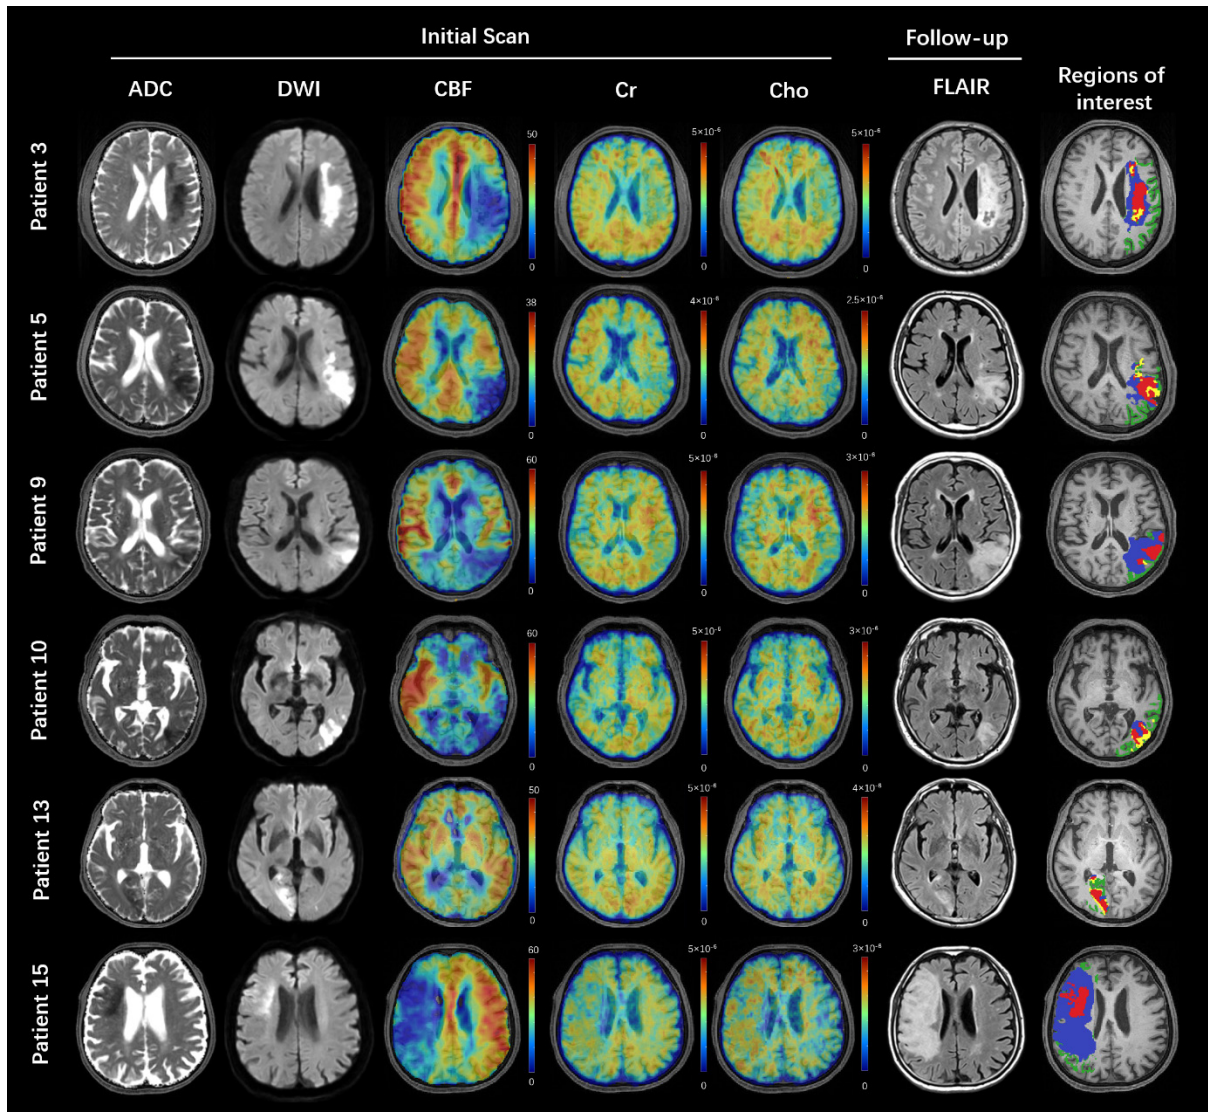 Initial Scan
Follow-up
ADC
DWI
CBF
Cr
Cho
FLAIR
Regions of
interest
Patient 3
50
0
5×10⁻⁶
0
5×10⁻⁶
0
Patient 5
38
0
4×10⁻⁶
0
2.5×10⁻⁶
0
Patient 9
60
0
5×10⁻⁶
0
3×10⁻⁶
0
Patient 10
60
0
5×10⁻⁶
0
3×10⁻⁶
0
Patient 13
50
0
5×10⁻⁶
0
4×10⁻⁶
0
Patient 15
60
0
5×10⁻⁶
0
3×10⁻⁶
0